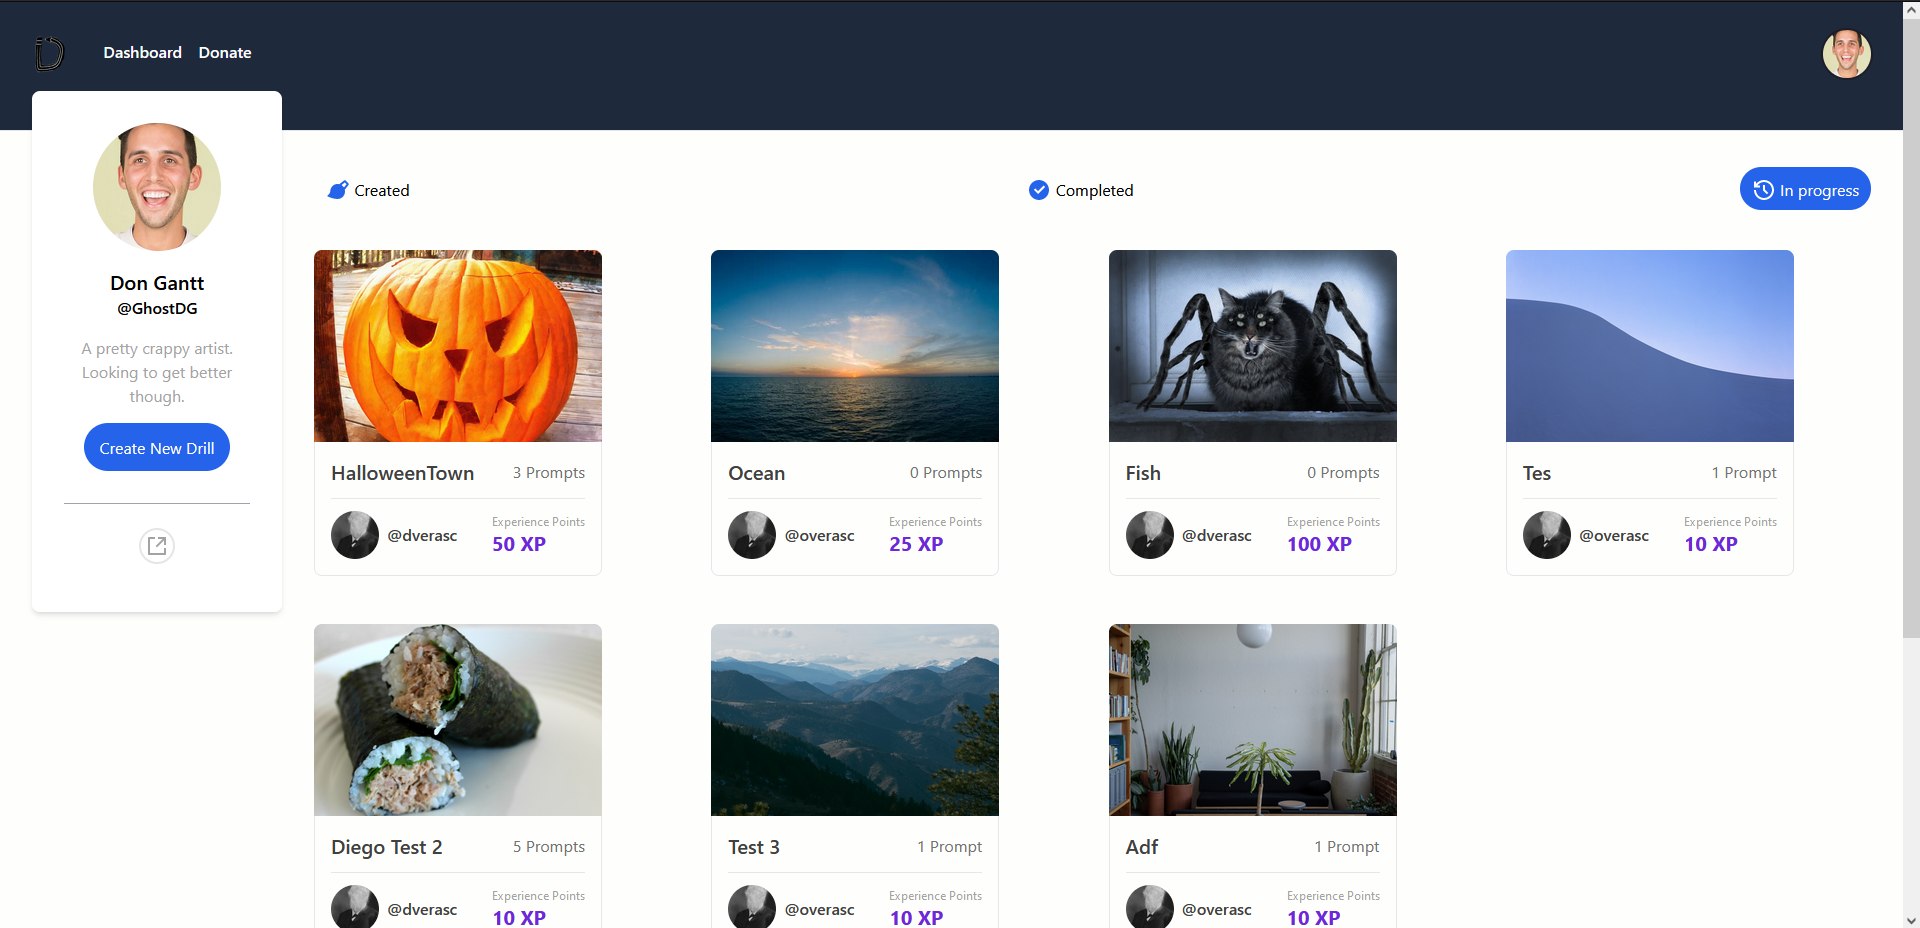 Dashboard Donate
Don Gantt
@GhostDG
A pretty crappy artist.
Looking to get better
though.
Create New Drill
Created
Completed
In progress
HalloweenTown 3 Prompts
@dverasc
Experience Points
50 XP
Ocean 0 Prompts
@overasc
Experience Points
25 XP
Fish 0 Prompts
@dverasc
Experience Points
100 XP
Tes 1 Prompt
@overasc
Experience Points
10 XP
Diego Test 2 5 Prompts
@dverasc
Experience Points
10 XP
Test 3 1 Prompt
@overasc
Experience Points
10 XP
Adf 1 Prompt
@overasc
Experience Points
10 XP